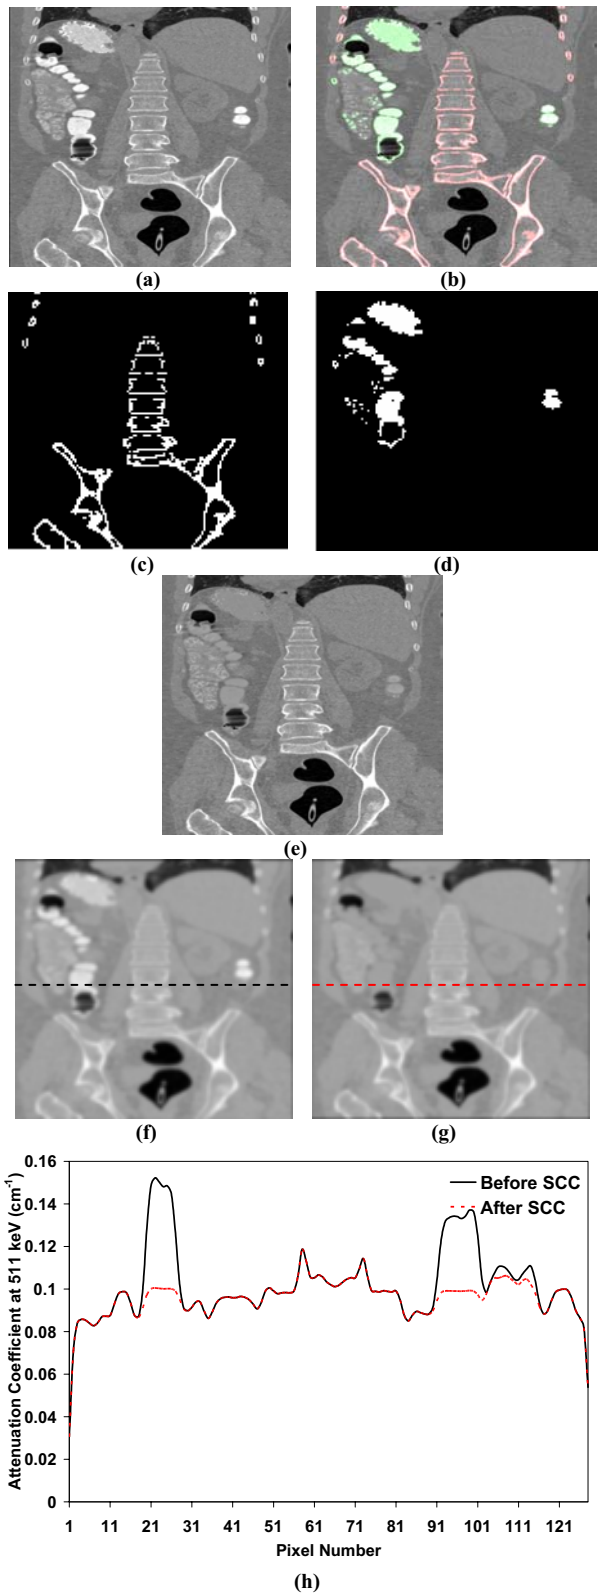 (a)
(b)
(c)
(d)
(e)
(f)
(g)
Attenuation Coefficient at 511 keV (cm⁻¹)
0.16
0.14
0.12
0.1
0.08
0.06
0.04
0.02
0
Before SCC
After SCC
1 11 21 31 41 51 61 71 81 91 101 111 121
Pixel Number
(h)